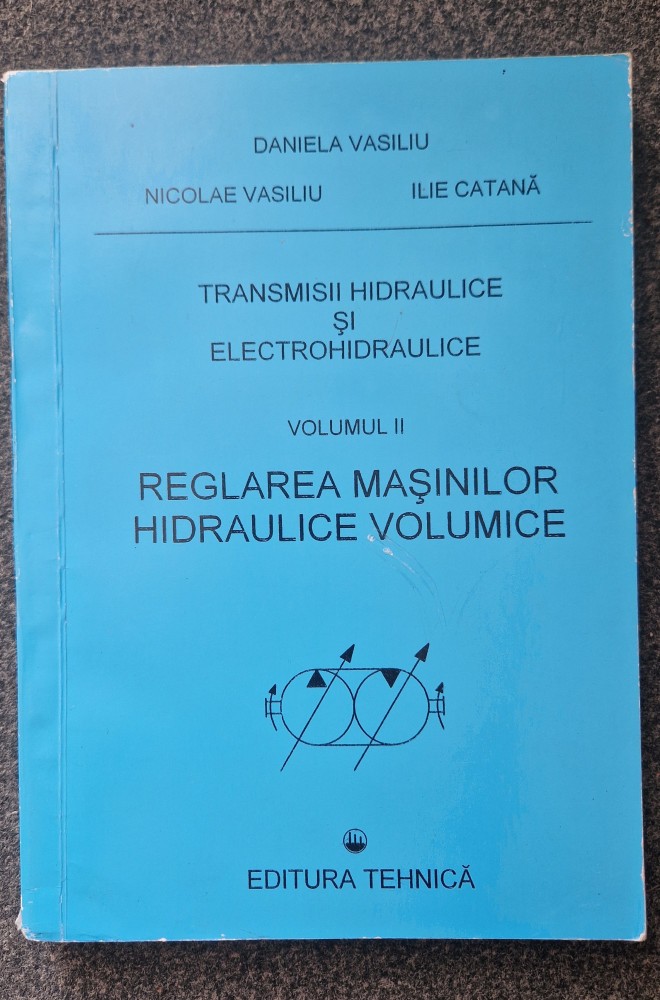 DANIELA VASILIU
NICOLAE VASILIU ILIE CATANĂ
TRANSMISII HIDRAULICE
ŞI
ELECTROHIDRAULICE
VOLUMUL II
REGLAREA MAŞINILOR
HIDRAULICE VOLUMICE
EDITURA TEHNICĂ